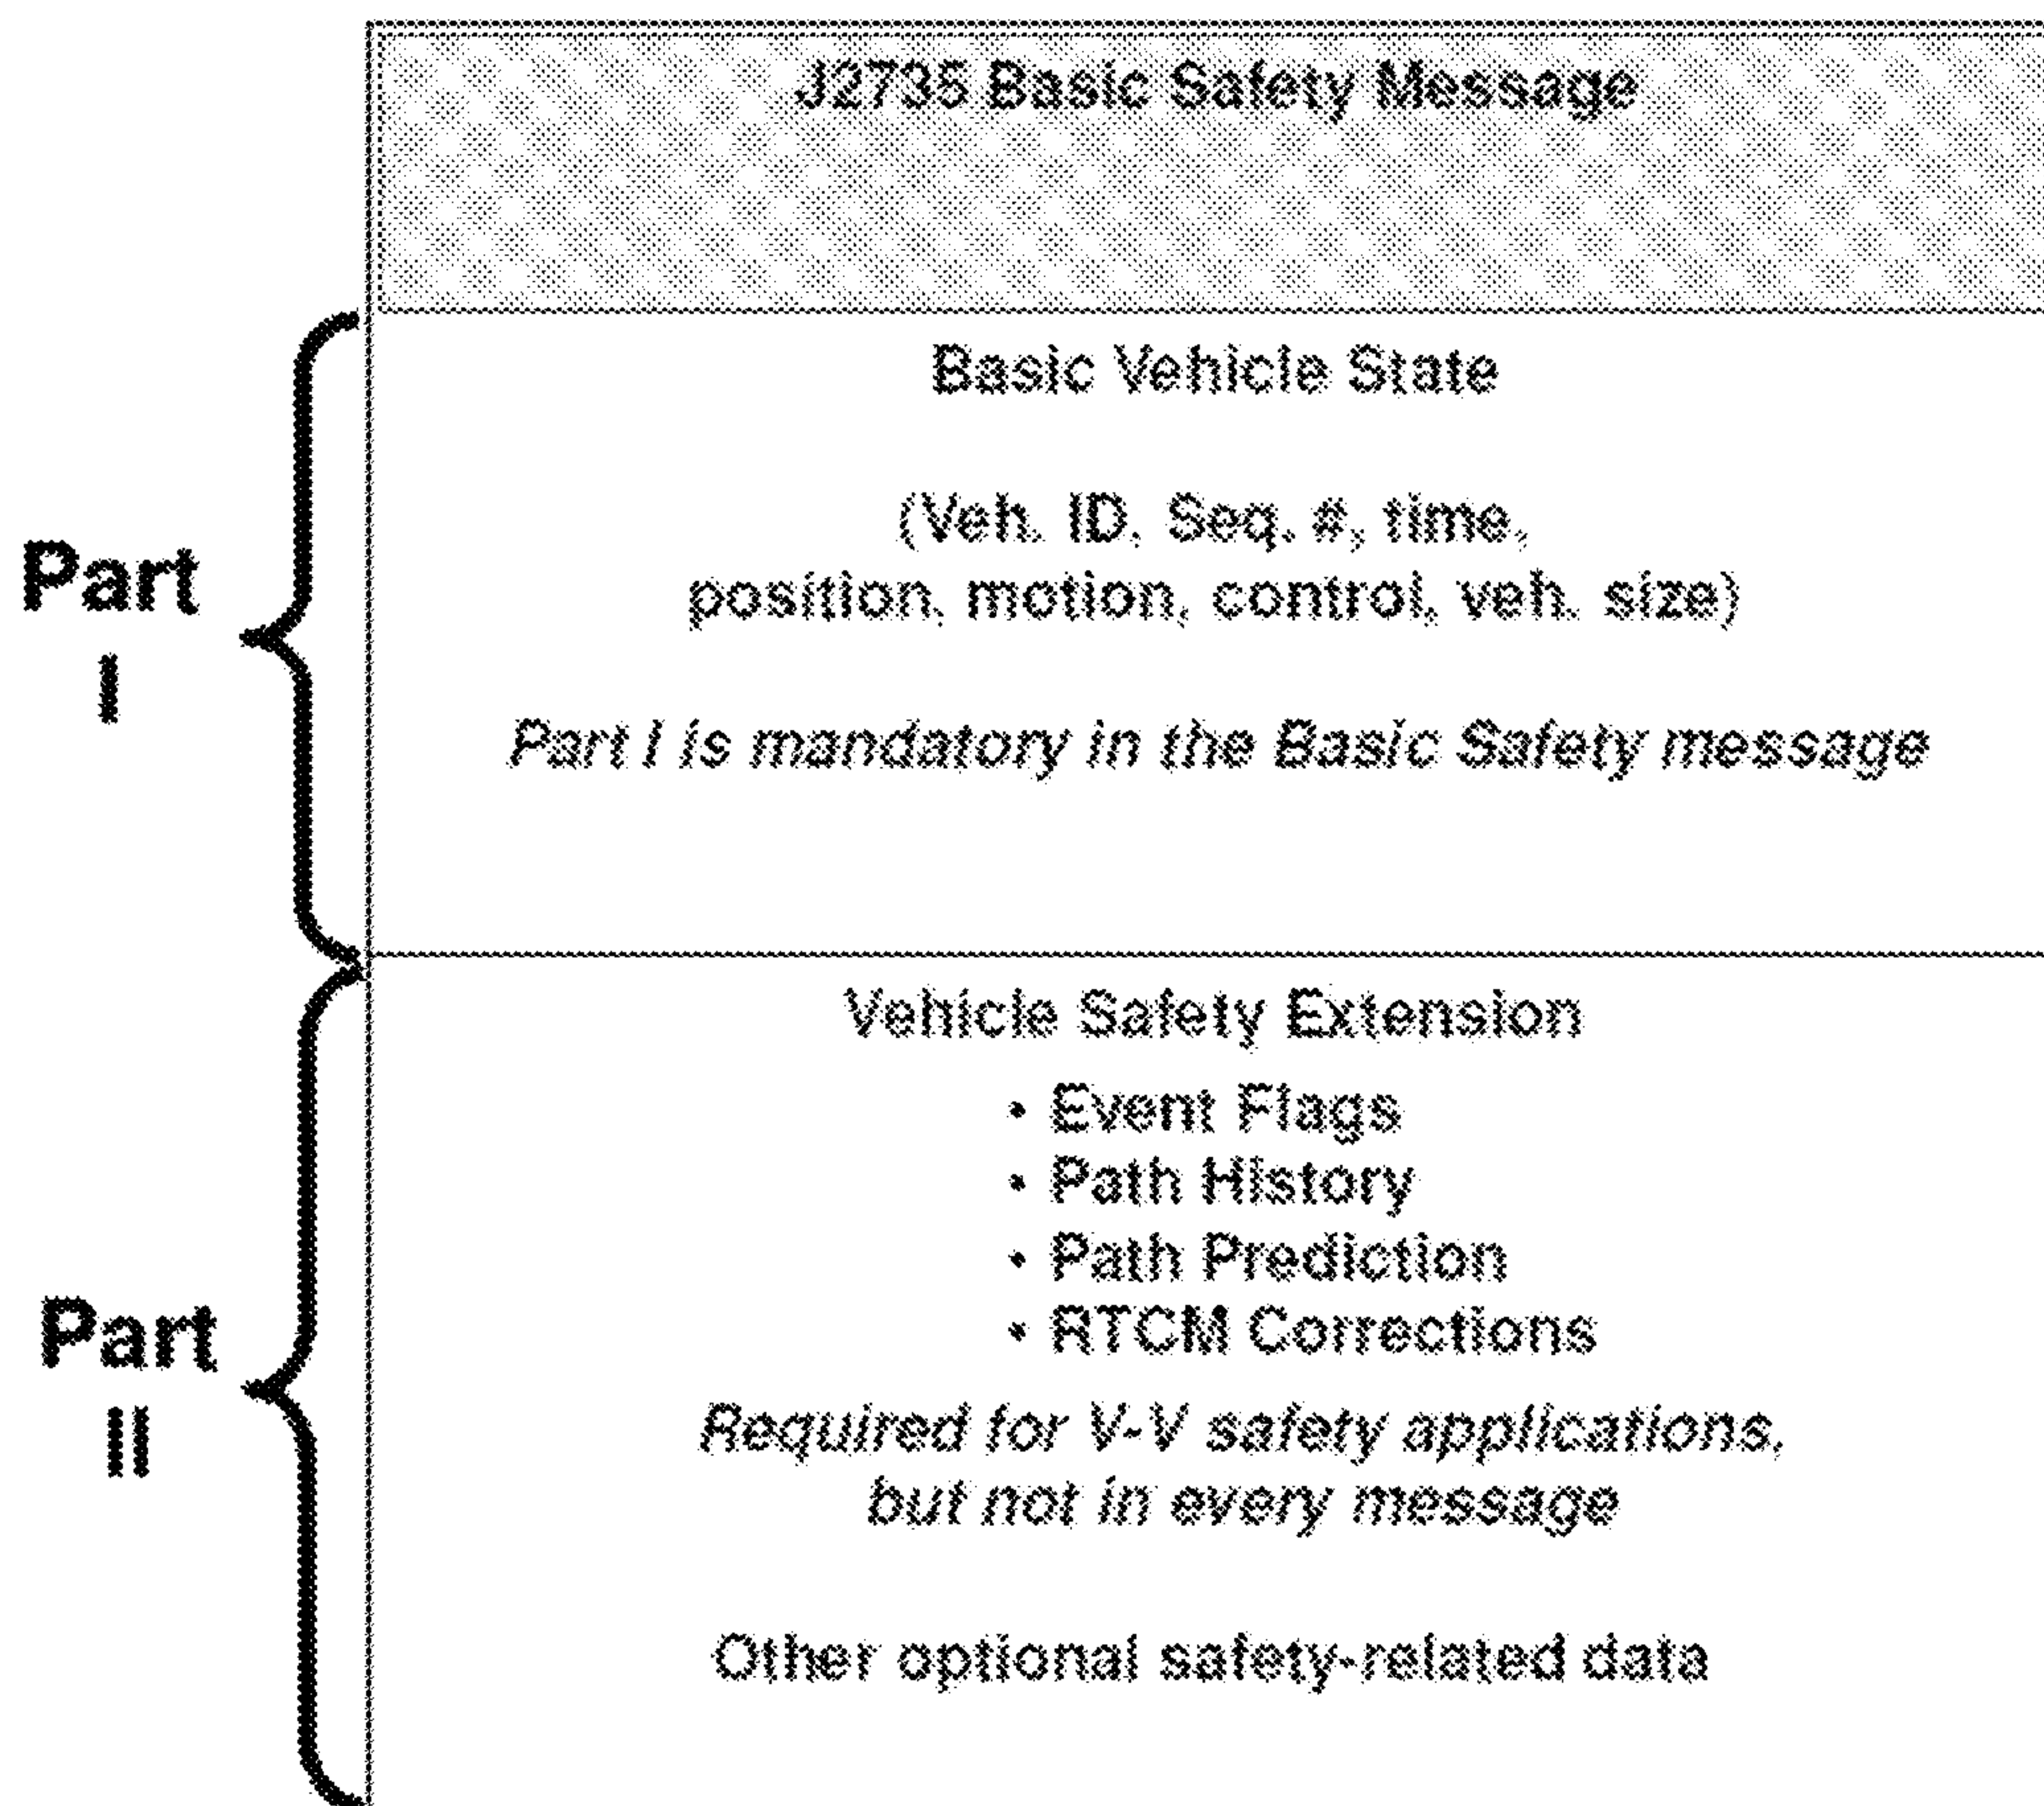 J2735 Basic Safety Message
Part
I
Basic Vehicle State
(Veh. ID, Seq. #, time,
position, motion, control, veh. size)
Part I is mandatory in the Basic Safety message
Part
II
Vehicle Safety Extension
• Event Flags
• Path History
• Path Prediction
• RTCM Corrections
Required for V-V safety applications,
but not in every message
Other optional safety-related data